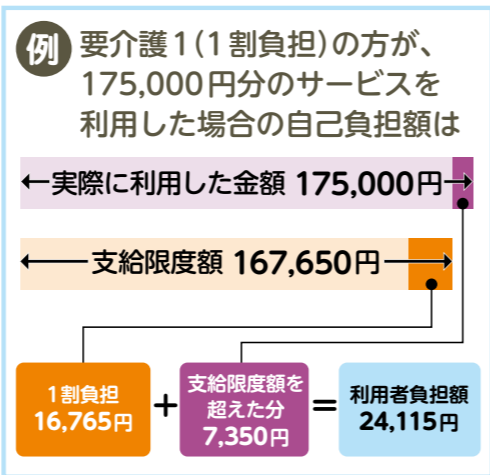 例
要介護1(1割負担)の方が、
175,000円分のサービスを
利用した場合の自己負担額は
←実際に利用した金額 175,000円→
←支給限度額 167,650円→
1割負担
16,765円
+
支給限度額を
超えた分
7,350円
=
利用者負担額
24,115円